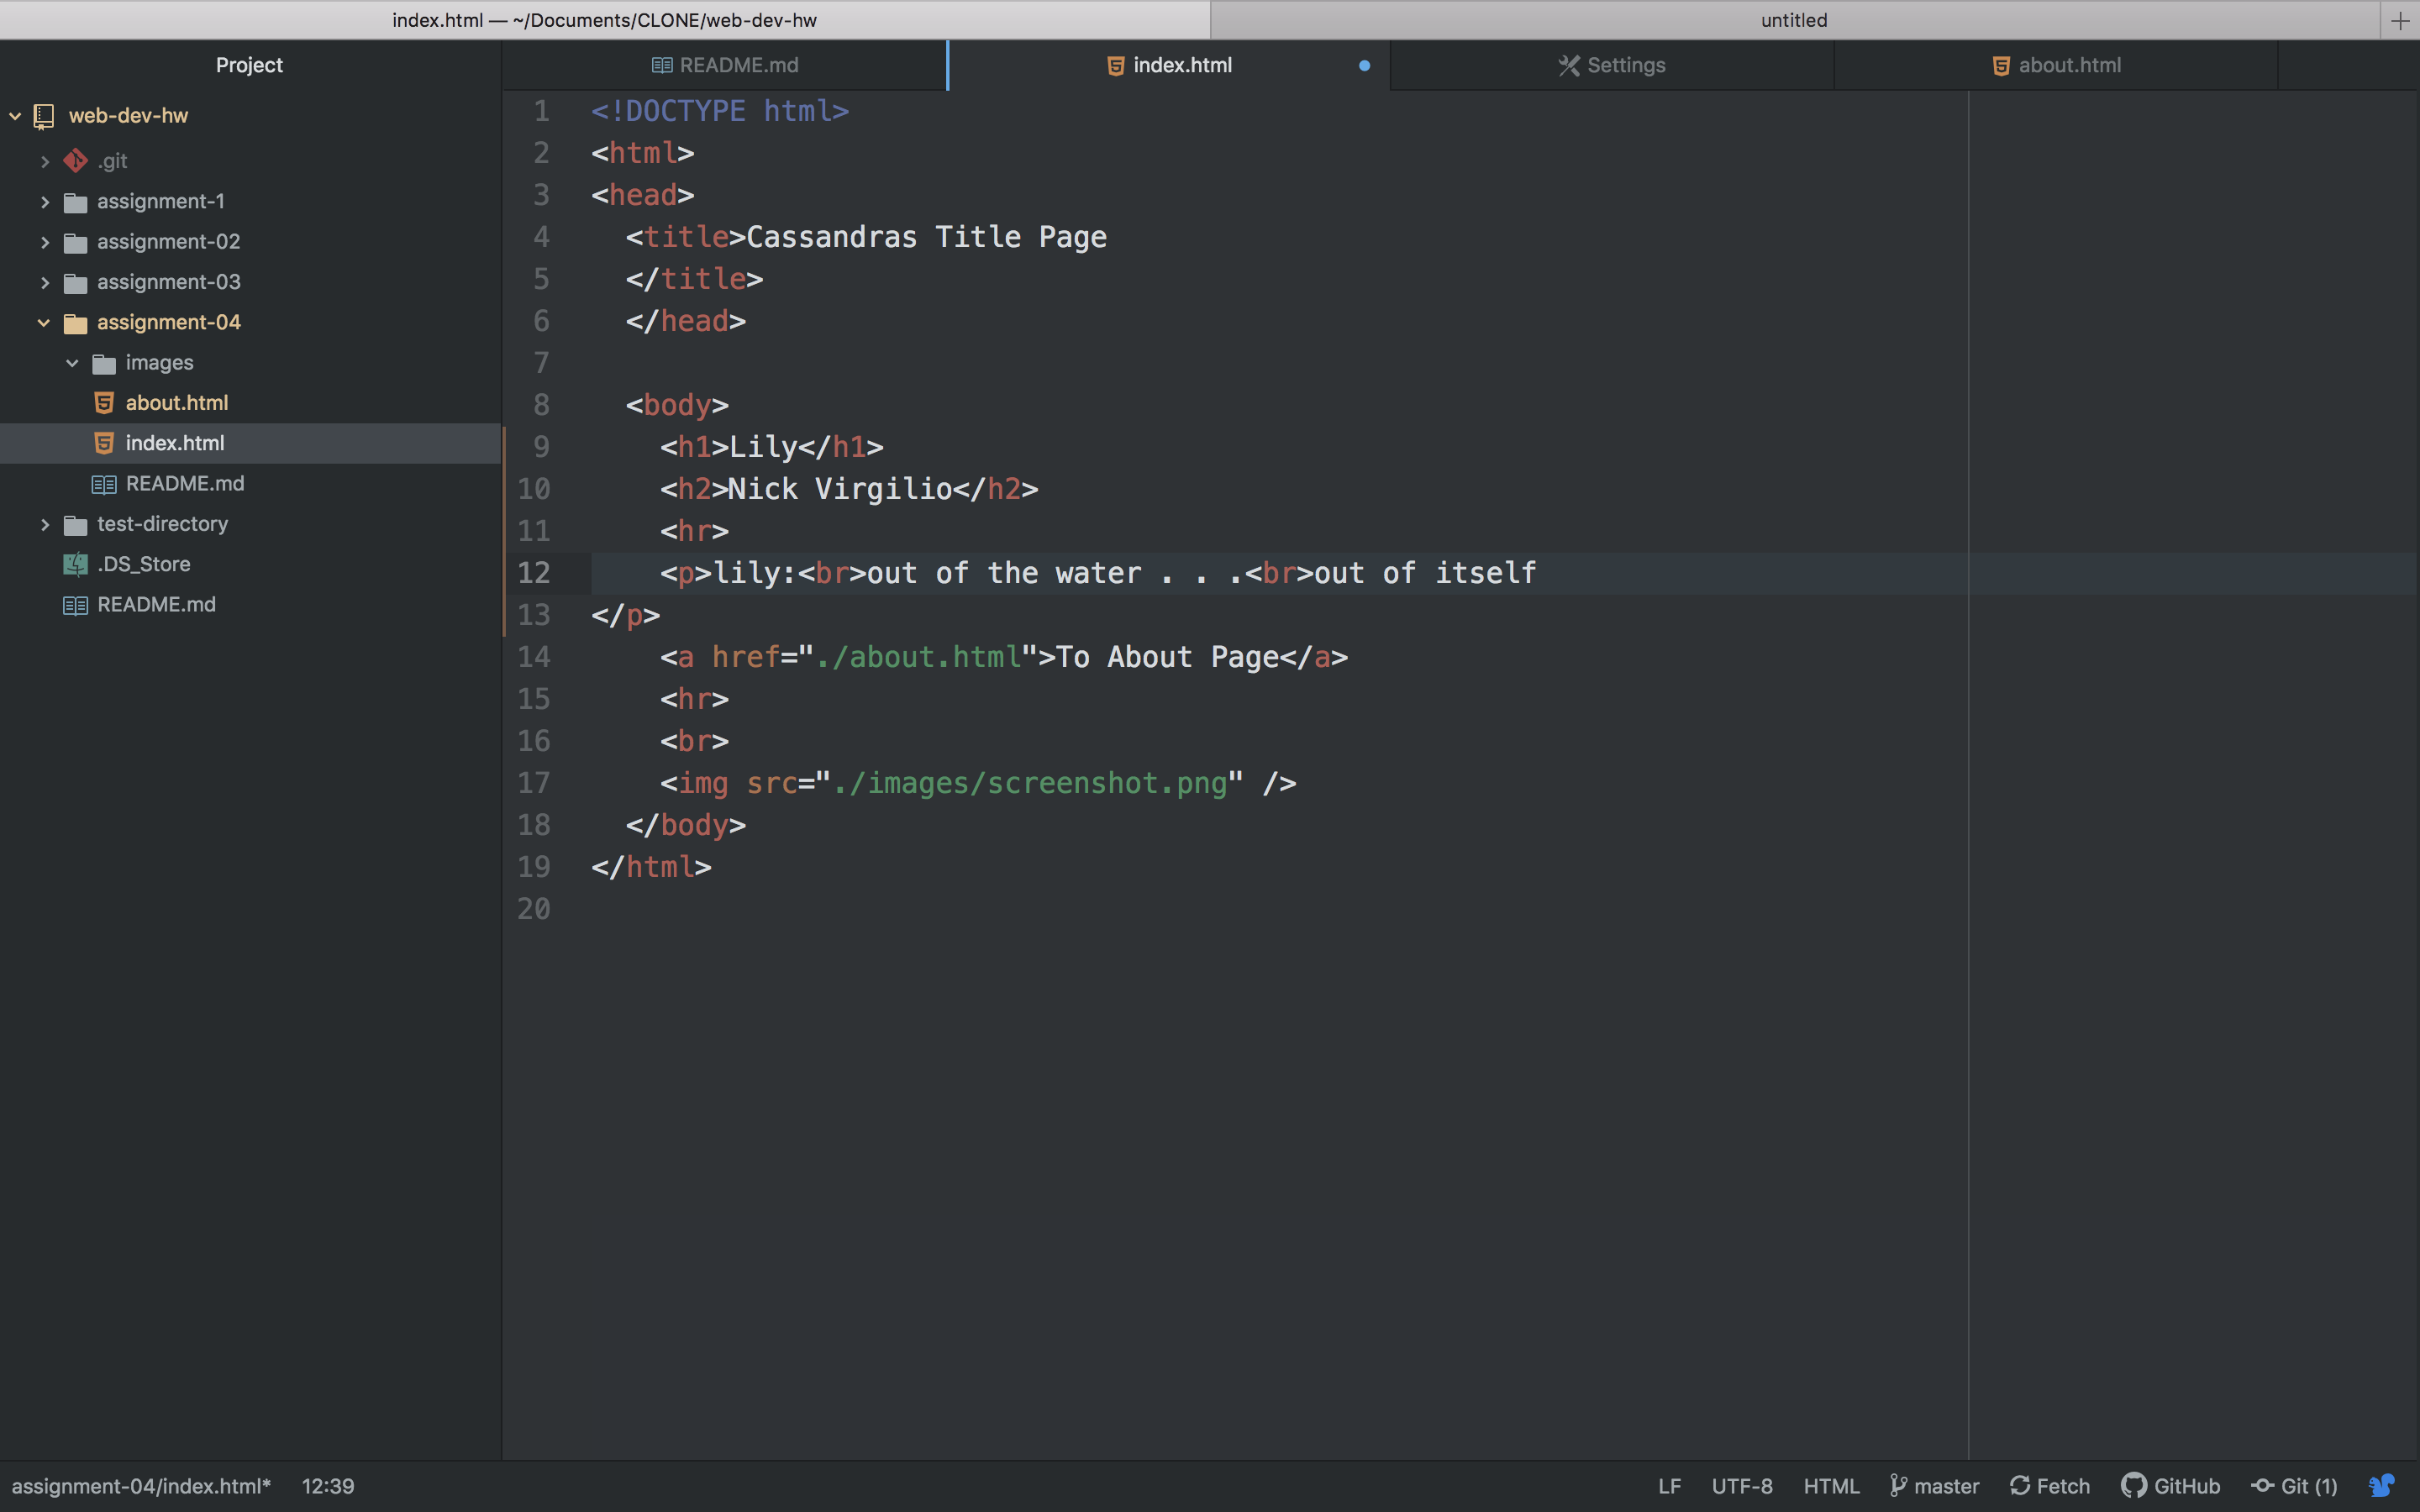 index.html — ~/Documents/CLONE/web-dev-hw
untitled
Project
web-dev-hw
.git
assignment-1
assignment-02
assignment-03
assignment-04
images
about.html
index.html
README.md
test-directory
.DS_Store
README.md
README.md
index.html
Settings
about.html
1 <!DOCTYPE html>
2 <html>
3 <head>
4   <title>Cassandras Title Page
5   </title>
6   </head>
7
8   <body>
9     <h1>Lily</h1>
10     <h2>Nick Virgilio</h2>
11     <hr>
12     <p>lily:<br>out of the water . . .<br>out of itself
13 </p>
14     <a href="./about.html">To About Page</a>
15     <hr>
16     <br>
17     <img src="./images/screenshot.png" />
18   </body>
19 </html>
20
assignment-04/index.html* 12:39
LF UTF-8 HTML master Fetch GitHub Git (1)